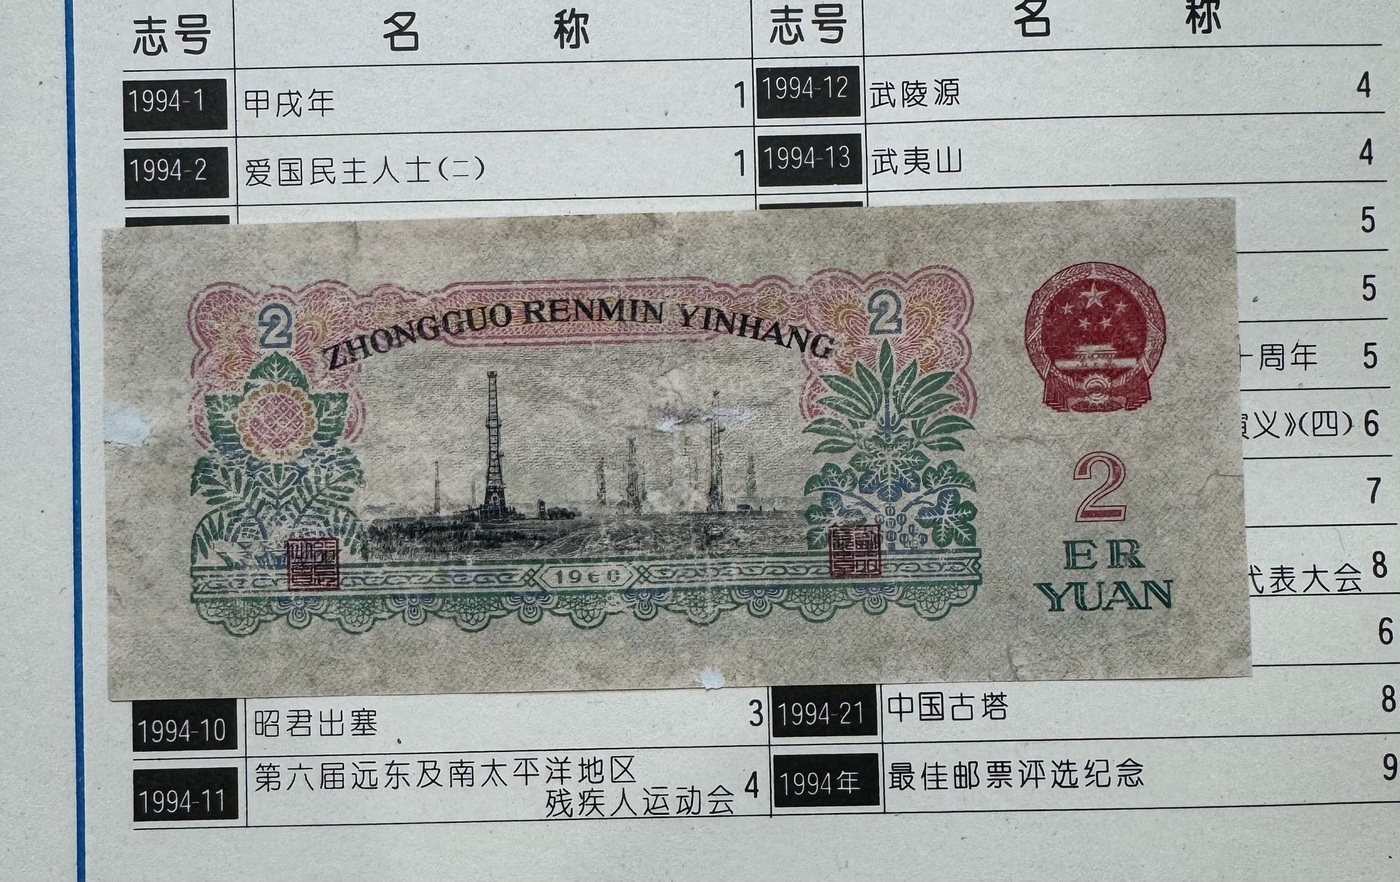 志号 名 称 志号 名 称
1994-1 甲戌年 1 1994-12 武陵源 4
1994-2 爱国民主人士(二) 1 1994-13 武夷山 4
5
5
周年 5
义》(四) 6
7
代表大会 8
6
2 2
ZHONGGUO RENMIN YINHANG
1960
2
ER
YUAN
1994-10 昭君出塞 3 1994-21 中国古塔 8
1994-11 第六届远东及南太平洋地区
残疾人运动会 4 1994年 最佳邮票评选纪念 9